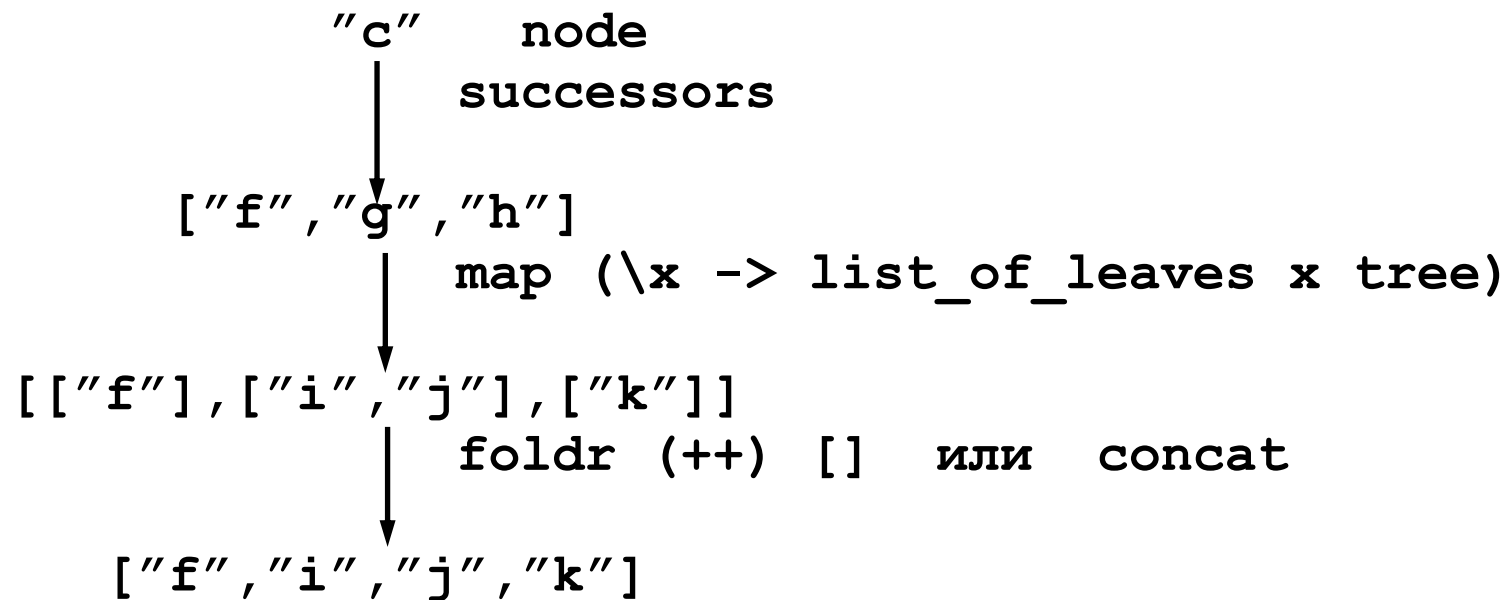 ″c″ node
successors
[″f″,″g″,″h″]
map (\x -> list_of_leaves x tree)
[[″f″],[″i″,″j″],[″k″]]
foldr (++) [] или concat
[″f″,″i″,″j″,″k″]